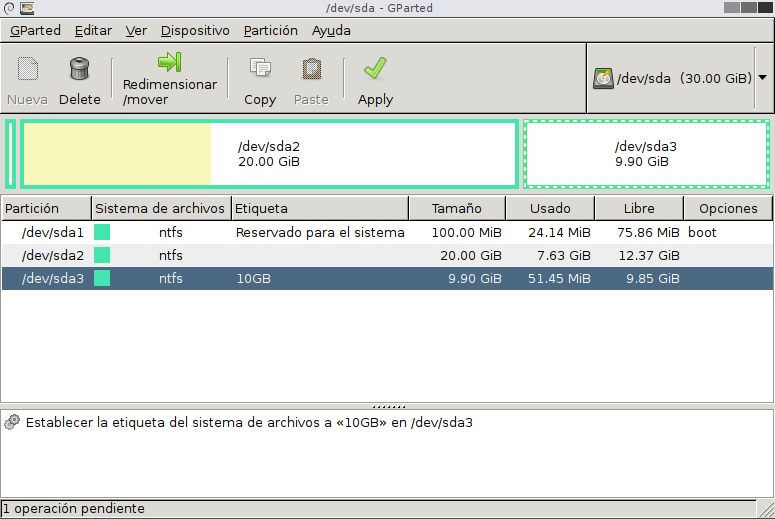 /dev/sda - GParted
GParted Editar Ver Dispositivo Partición Ayuda
Nueva Delete Redimensionar /mover Copy Paste Apply /dev/sda (30.00 GiB)
/dev/sda2
20.00 GiB
/dev/sda3
9.90 GiB
Partición Sistema de archivos Etiqueta Tamaño Usado Libre Opciones
/dev/sda1 ntfs Reservado para el sistema 100.00 MiB 24.14 MiB 75.86 MiB boot
/dev/sda2 ntfs 20.00 GiB 7.63 GiB 12.37 GiB
/dev/sda3 ntfs 10GB 9.90 GiB 51.45 MiB 9.85 GiB
Establecer la etiqueta del sistema de archivos a «10GB» en /dev/sda3
1 operación pendiente